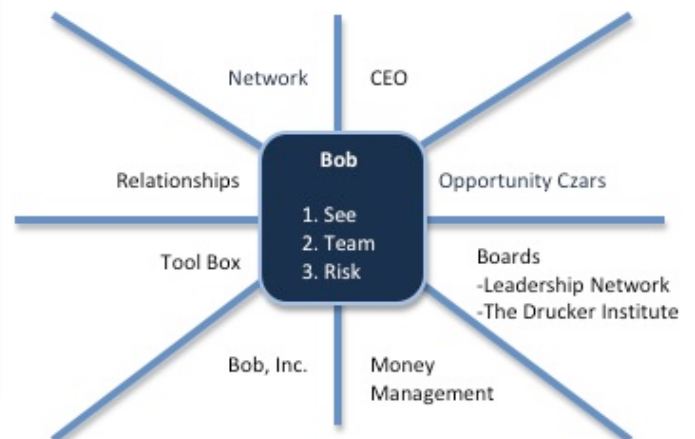 Network
CEO
Bob
Relationships
Opportunity Czars
1. See
2. Team
3. Risk
Tool Box
Boards
-Leadership Network
-The Drucker Institute
Bob, Inc.
Money
Management